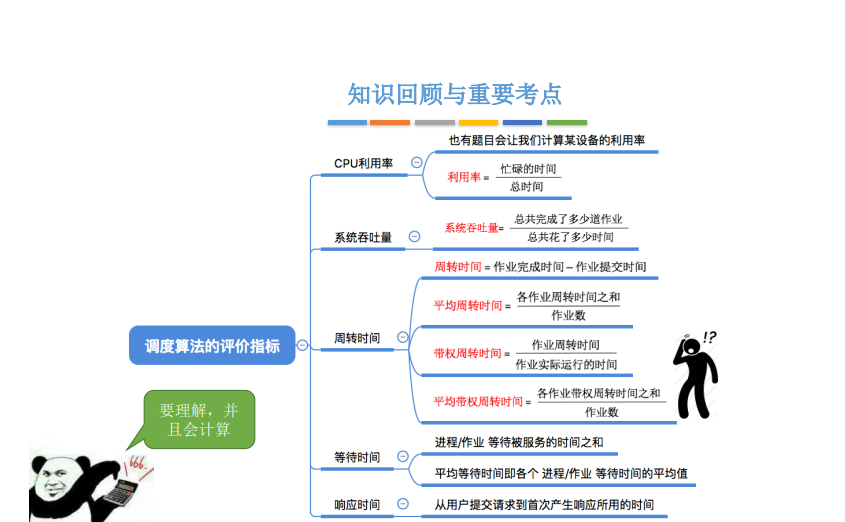 知识回顾与重要考点
也有题目会让我们计算某设备的利用率
CPU利用率
利用率 = 忙碌的时间
总时间
系统吞吐量
系统吞吐量= 总共完成了多少道作业
总共花了多少时间
周转时间 = 作业完成时间 – 作业提交时间
平均周转时间 = 各作业周转时间之和
作业数
周转时间
带权周转时间 = 作业周转时间
作业实际运行的时间
平均带权周转时间 = 各作业带权周转时间之和
作业数
调度算法的评价指标
!?
要理解，并
且会计算
666.
进程/作业 等待被服务的时间之和
等待时间
平均等待时间即各个 进程/作业 等待时间的平均值
响应时间
从用户提交请求到首次产生响应所用的时间